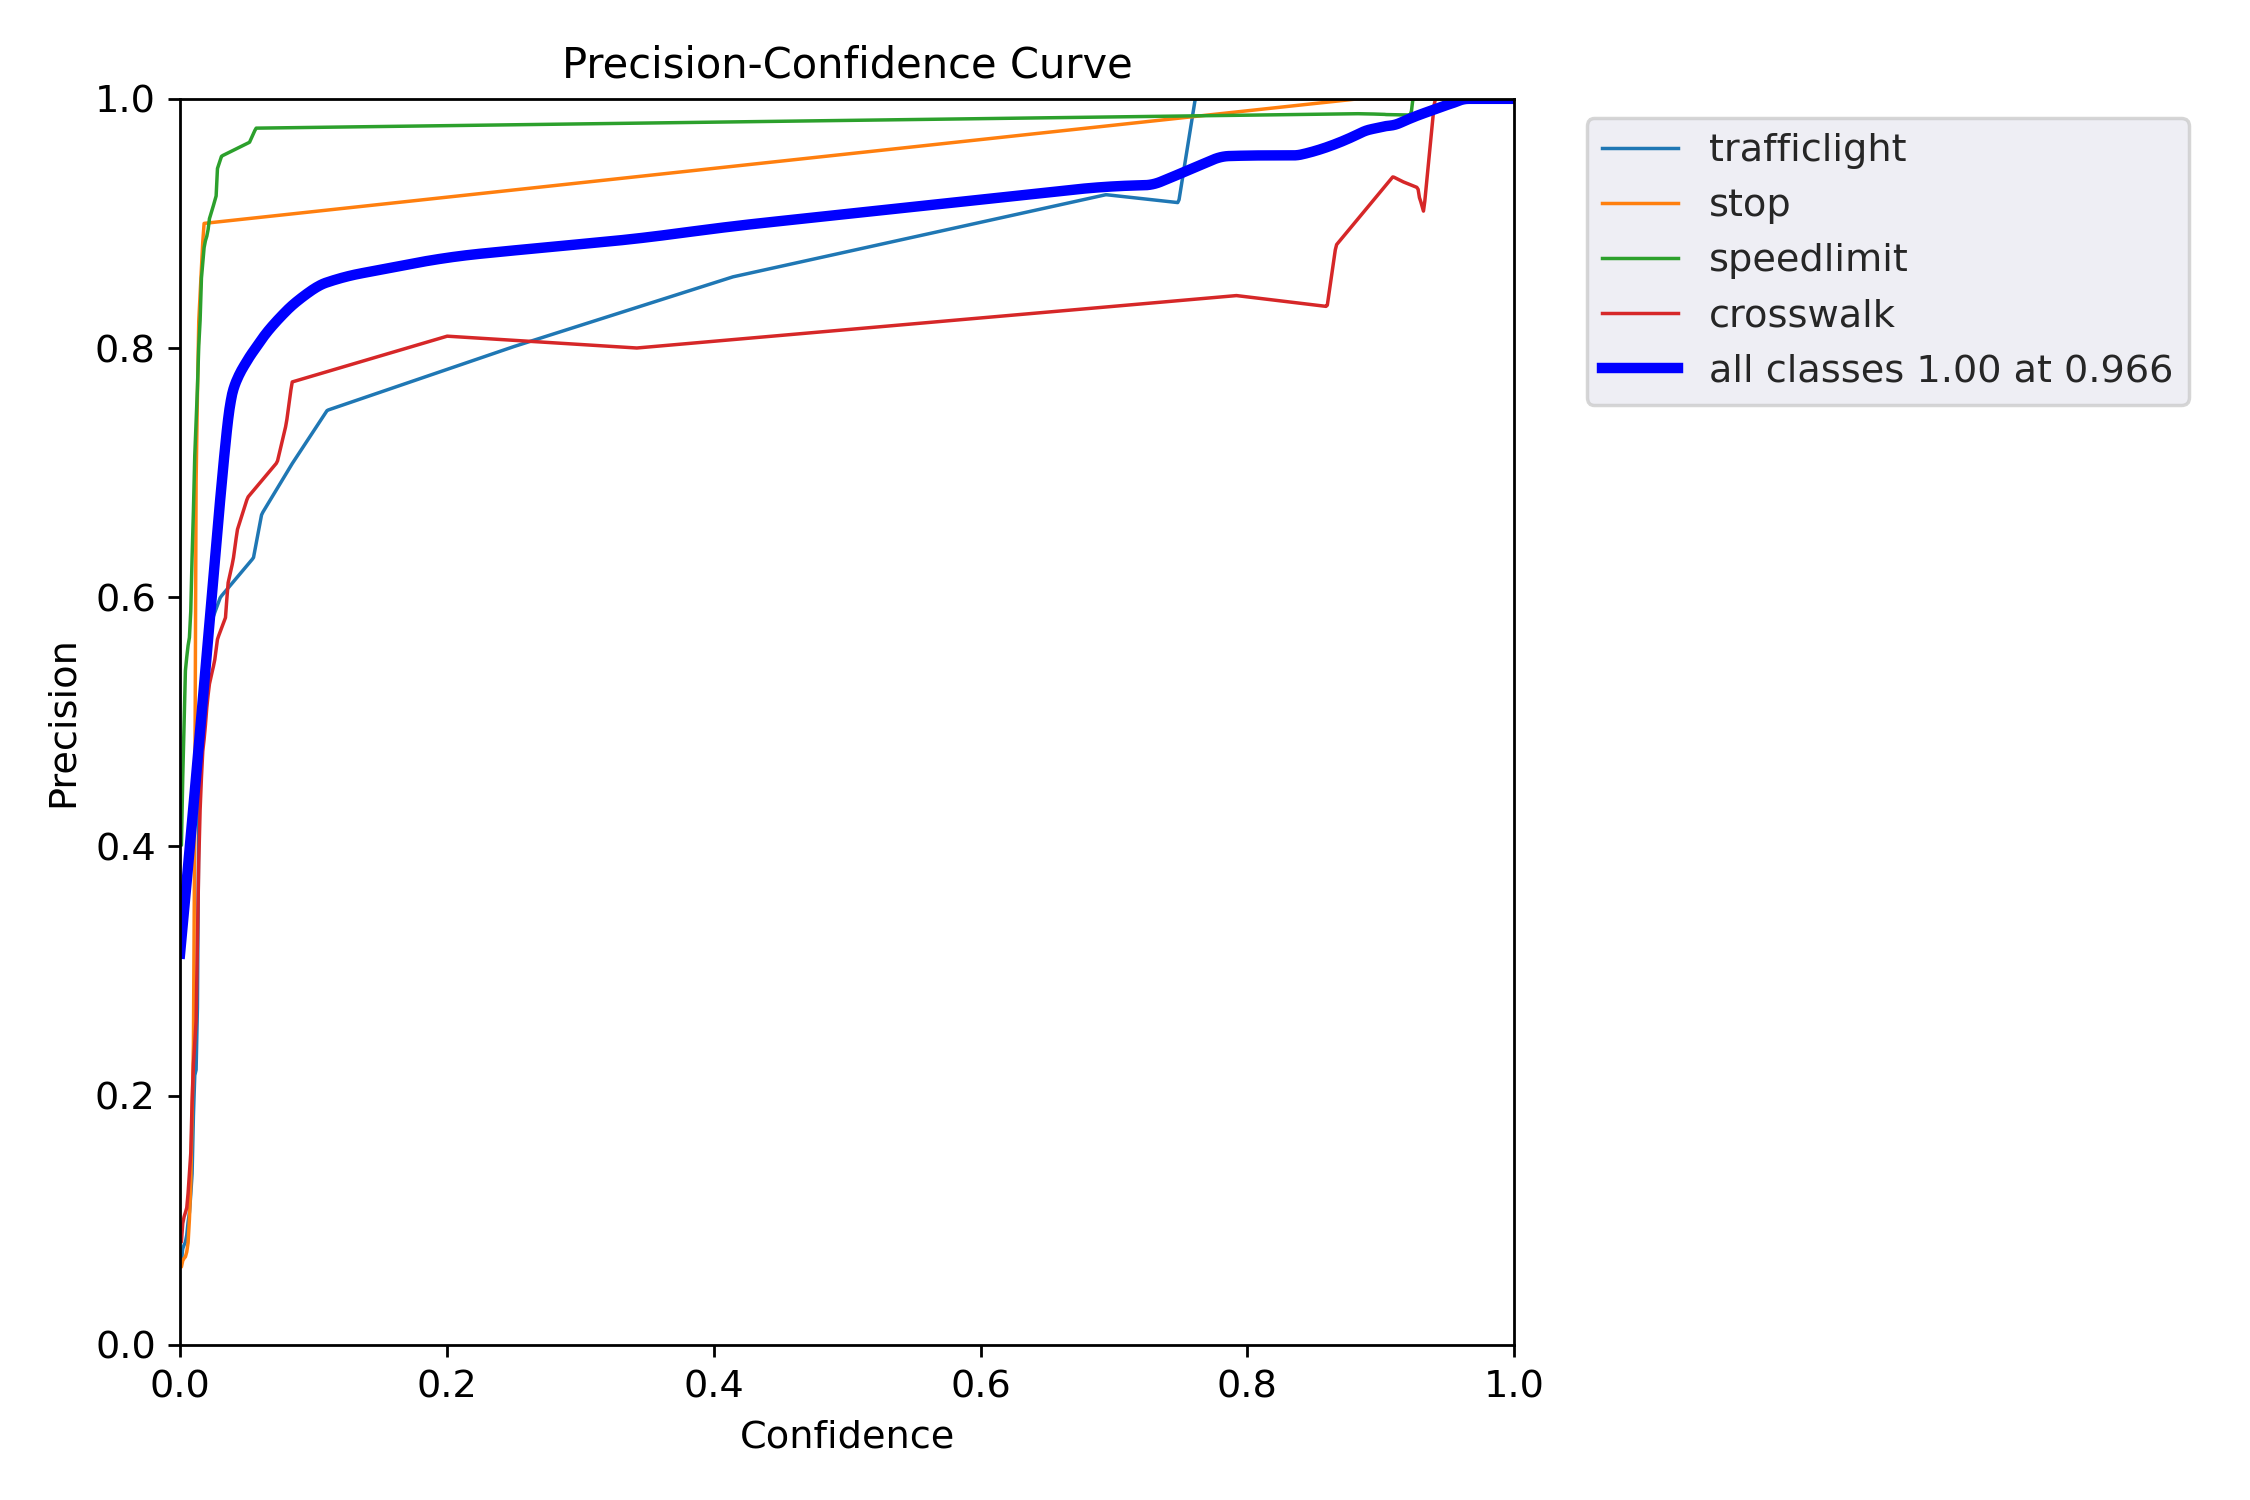 Precision-Confidence Curve
1.0
0.8
0.6
0.4
0.2
0.0
Precision
0.0 0.2 0.4 0.6 0.8 1.0
Confidence
trafficlight
stop
speedlimit
crosswalk
all classes 1.00 at 0.966